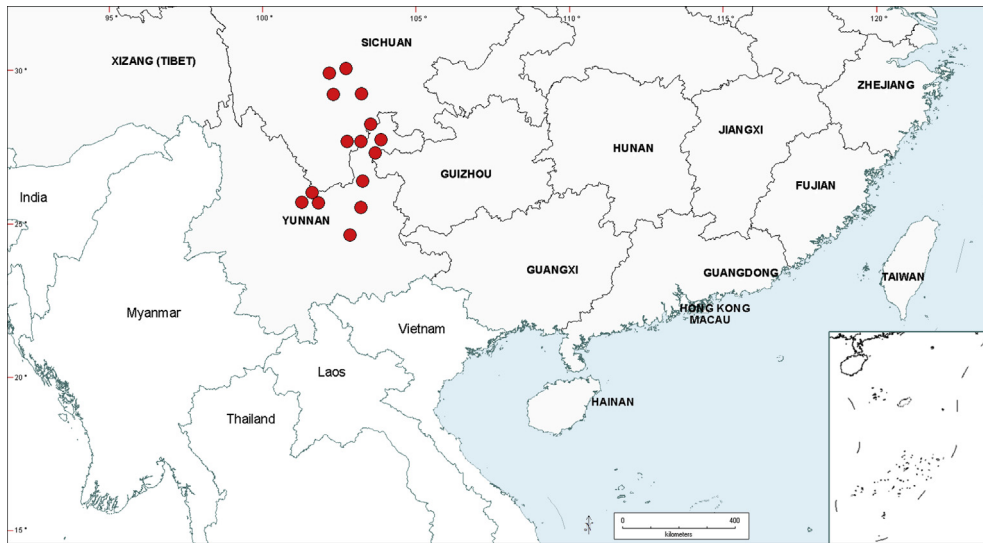 95° 100° 105° 110° 115° 120°
SICHUAN
XIZANG (TIBET)
30°
ZHEJIANG
JIANGXI
HUNAN
GUIZHOU
FUJIAN
India
YUNNAN
25°
GUANGXI
GUANGDONG
TAIWAN
HONG KONG
MACAU
Myanmar
Vietnam
Laos
20°
HAINAN
Thailand
0 400
kilometers
15°